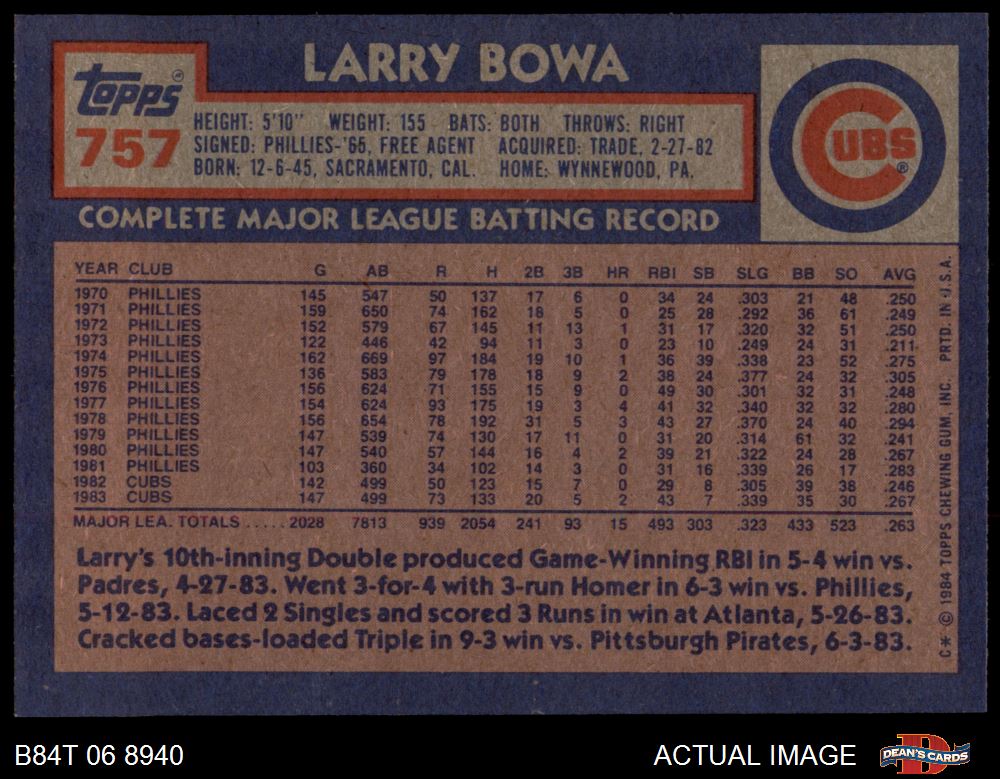 LARRY BOWA
topps
757
HEIGHT: 5'10" WEIGHT: 155 BATS: BOTH THROWS: RIGHT
SIGNED: PHILLIES-'65, FREE AGENT ACQUIRED: TRADE, 2-27-82
BORN: 12-6-45, SACRAMENTO, CAL. HOME: WYNNEWOOD, PA.
CUBS
COMPLETE MAJOR LEAGUE BATTING RECORD
YEAR CLUB G AB R H 2B 3B HR RBI SB SLG BB SO AVG
1970 PHILLIES 145 547 50 137 17 6 0 34 24 .303 21 48 .250
1971 PHILLIES 159 650 74 162 18 5 0 25 28 .292 36 61 .249
1972 PHILLIES 152 579 67 145 11 13 1 31 17 .320 32 51 .250
1973 PHILLIES 122 446 42 94 11 3 0 23 10 .249 24 31 .211
1974 PHILLIES 162 669 97 184 19 10 1 36 39 .338 23 52 .275
1975 PHILLIES 136 583 79 178 18 9 2 38 24 .377 24 32 .305
1976 PHILLIES 156 624 71 155 15 9 0 49 30 .301 32 31 .248
1977 PHILLIES 154 624 93 175 19 3 4 41 32 .340 32 32 .280
1978 PHILLIES 156 654 78 192 31 5 3 43 27 .370 24 40 .294
1979 PHILLIES 147 539 74 130 17 11 0 31 20 .314 61 32 .241
1980 PHILLIES 147 540 57 144 16 4 2 39 21 .322 24 28 .267
1981 PHILLIES 103 360 34 102 14 3 0 31 16 .339 26 17 .283
1982 CUBS 142 499 50 123 15 7 0 29 8 .305 39 38 .246
1983 CUBS 147 499 73 133 20 5 2 43 7 .339 35 30 .267
MAJOR LEA. TOTALS ..... 2028 7813 939 2054 241 93 15 493 303 .323 433 523 .263
Larry's 10th-inning Double produced Game-Winning RBI in 5-4 win vs.
Padres, 4-27-83. Went 3-for-4 with 3-run Homer in 6-3 win vs. Phillies,
5-12-83. Laced 2 Singles and scored 3 Runs in win at Atlanta, 5-26-83.
Cracked bases-loaded Triple in 9-3 win vs. Pittsburgh Pirates, 6-3-83.
C* © 1984 TOPPS CHEWING GUM, INC. PRTD. IN U.S.A.
B84T 06 8940
ACTUAL IMAGE
D
DEAN'S CARDS